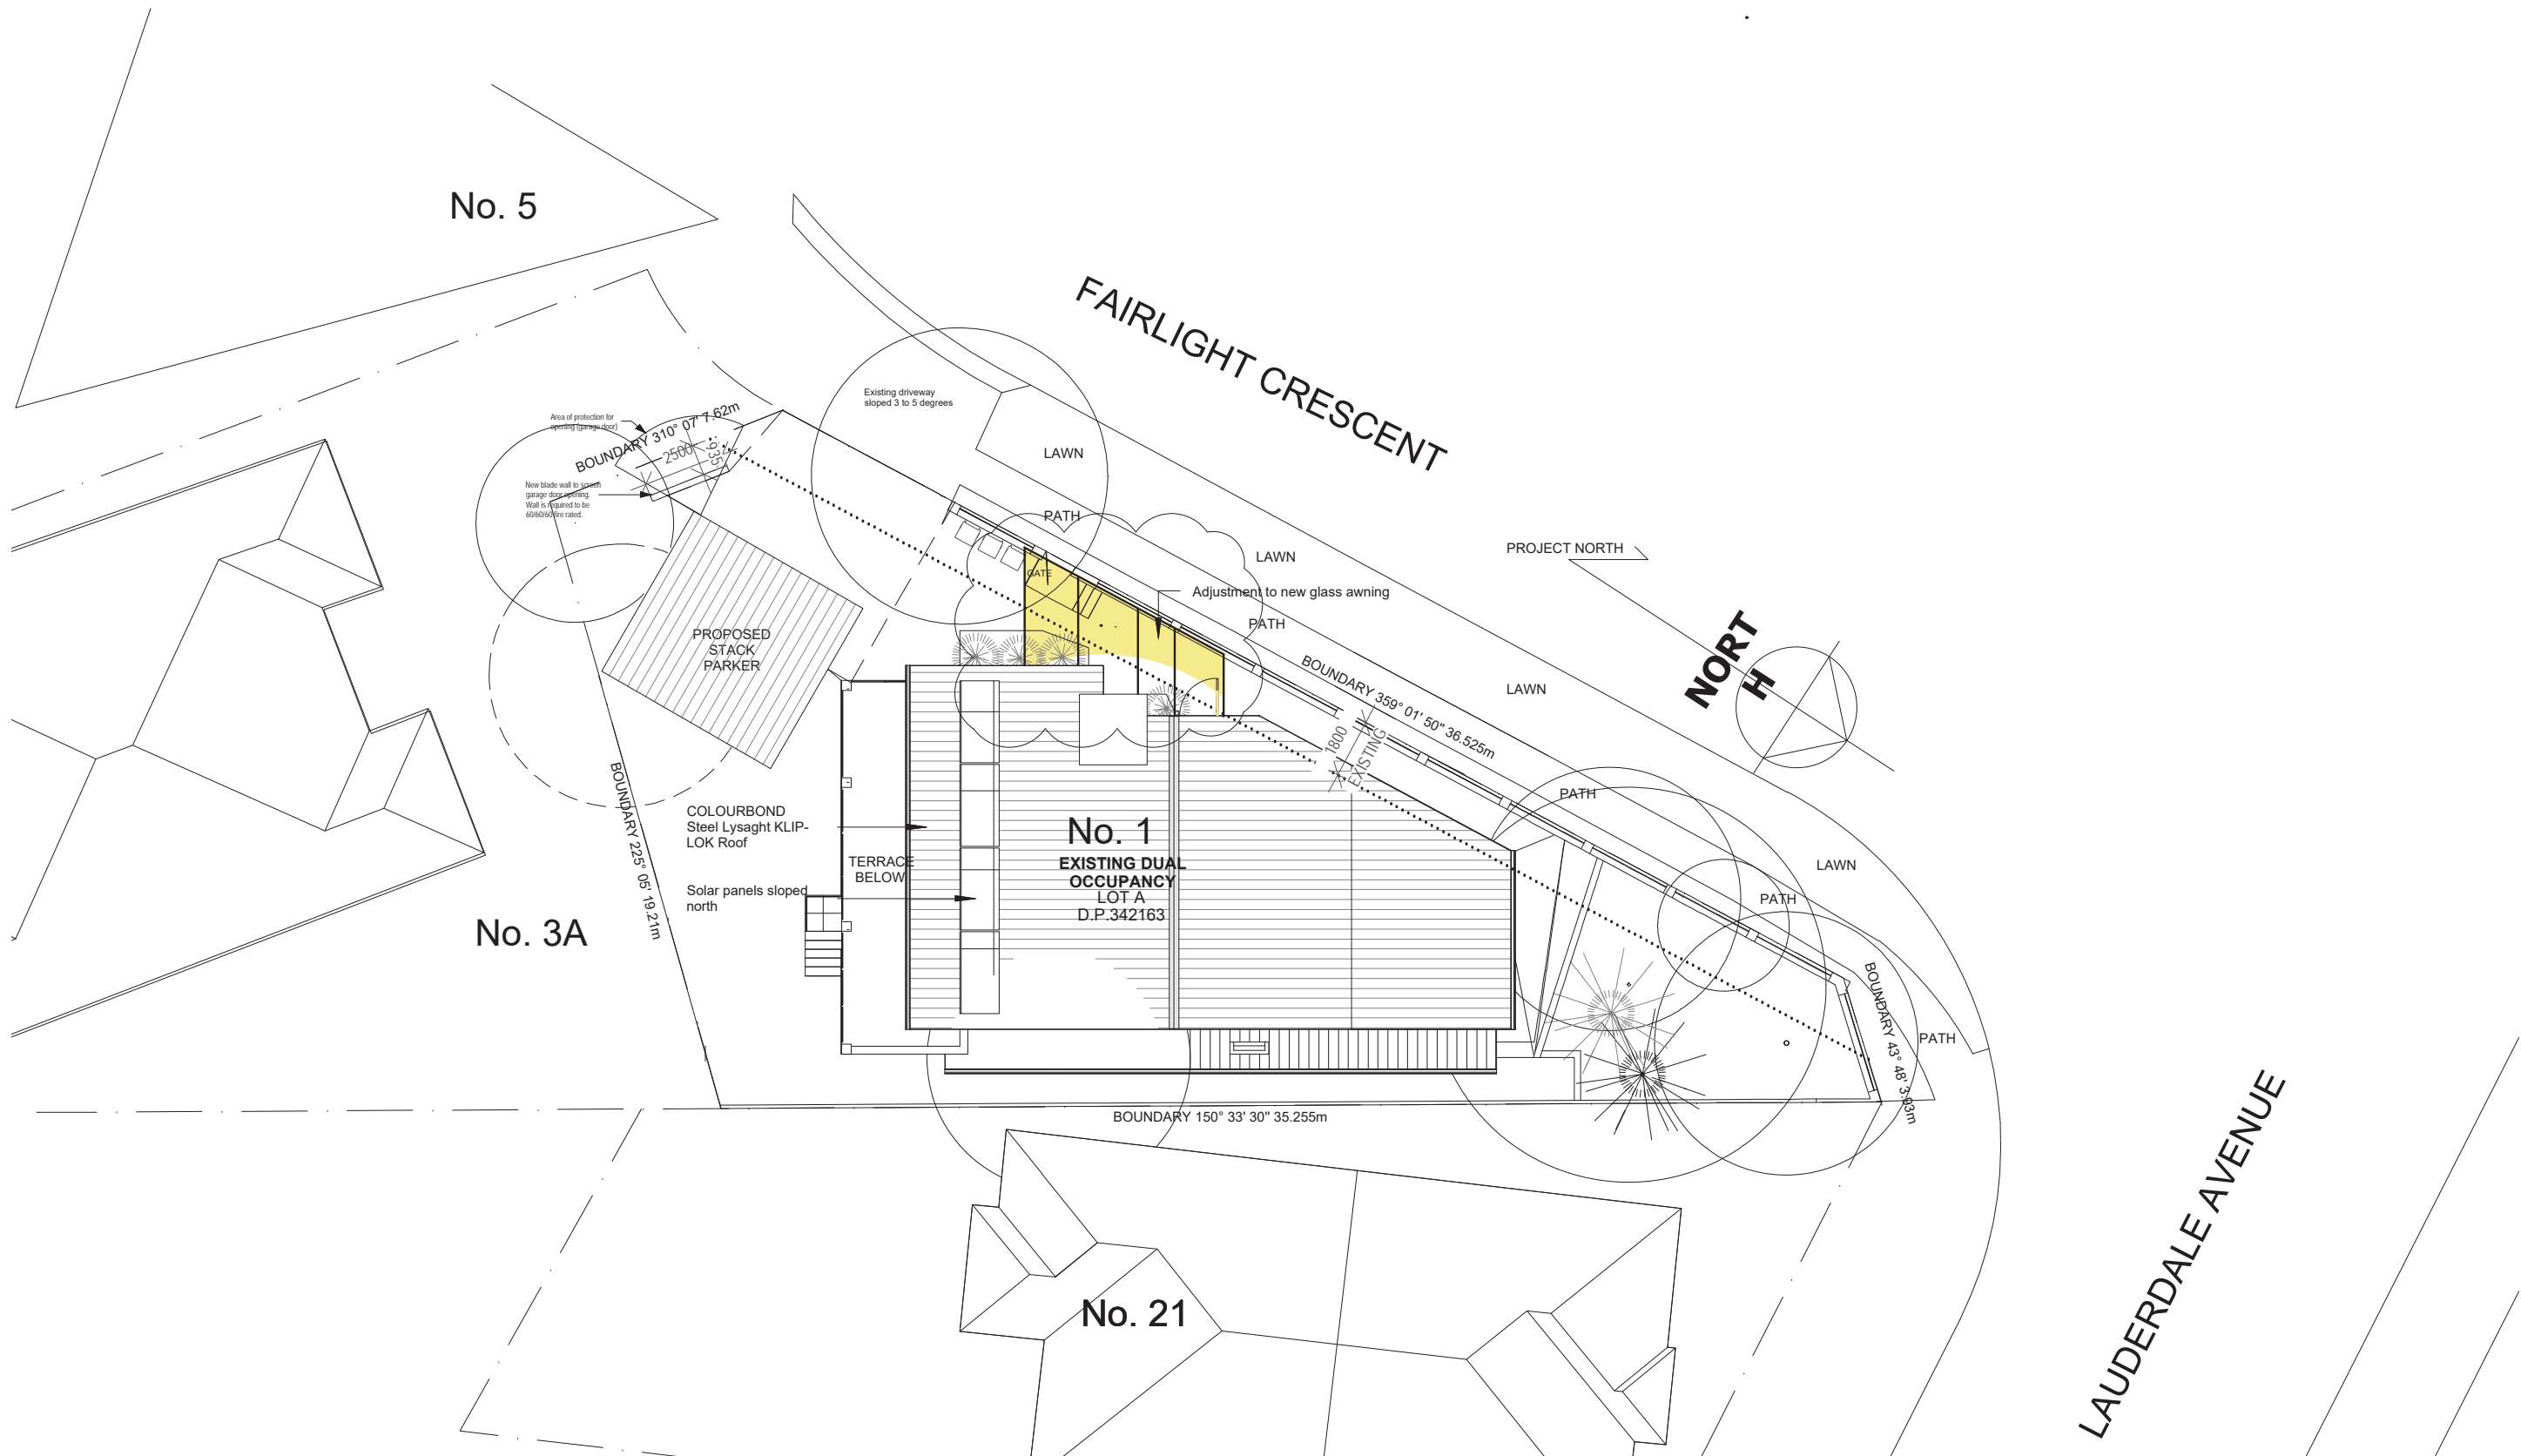 No. 5
FAIRLIGHT CRESCENT
Existing driveway
sloped 3 to 5 degrees
Area of protection for
opening (garage door)
BOUNDARY 310° 07' 7.62m
2500
935
New blade wall to screen
garage door opening.
Wall is required to be
60/60/60 fire rated.
LAWN
PATH
LAWN
GATE
Adjustment to new glass awning
PATH
PROJECT NORTH
NORT
H
PROPOSED
STACK
PARKER
BOUNDARY 359° 01' 50" 36.525m
LAWN
1800
EXISTING
PATH
COLOURBOND
Steel Lysaght KLIP-
LOK Roof
BOUNDARY 225° 05' 19.21m
TERRACE
BELOW
Solar panels sloped
north
No. 1
EXISTING DUAL
OCCUPANCY
LOT A
D.P.342163
LAWN
PATH
No. 3A
BOUNDARY 43° 48' 3.93m
PATH
BOUNDARY 150° 33' 30" 35.255m
LAUDERDALE AVENUE
No. 21